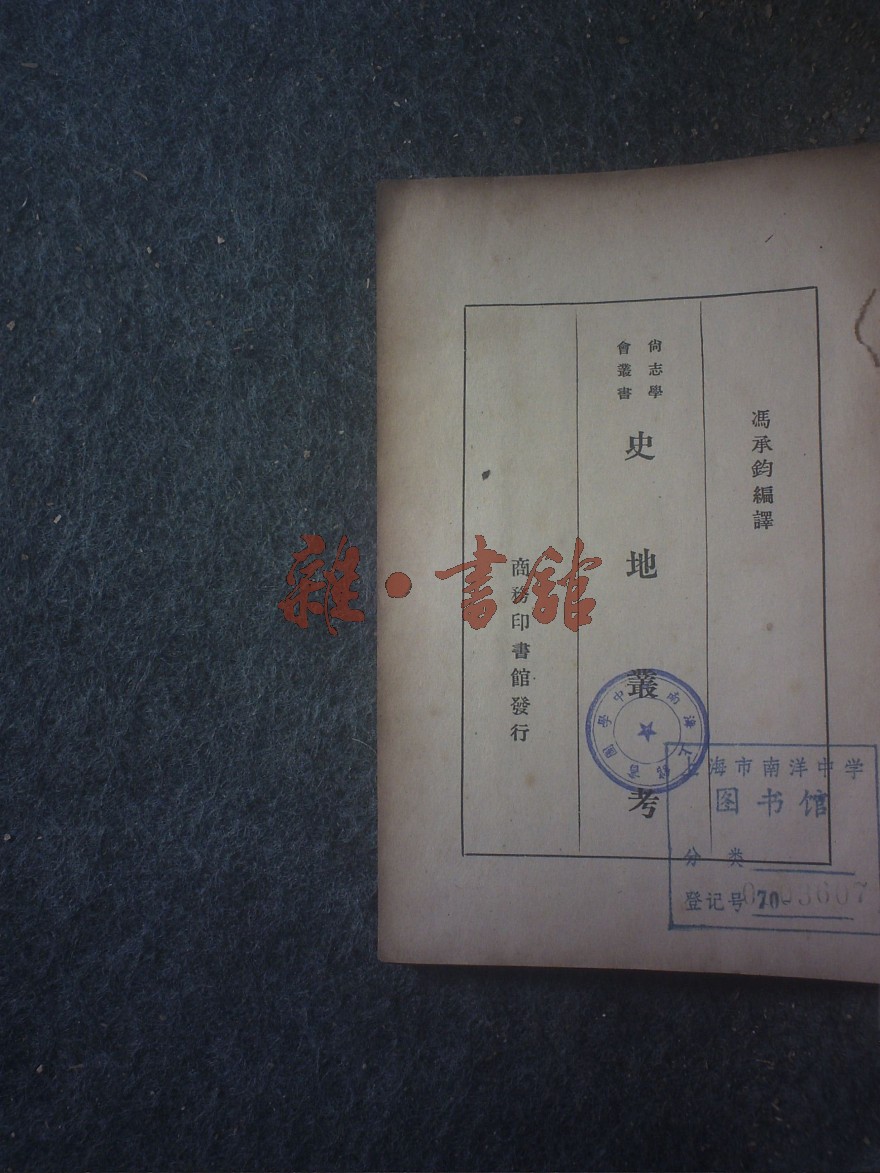 馮承鈞編譯
尙志學
會叢書
史地叢考
商務印書館發行
雜·書館
上海市南洋中学
图书馆
分类
登记号